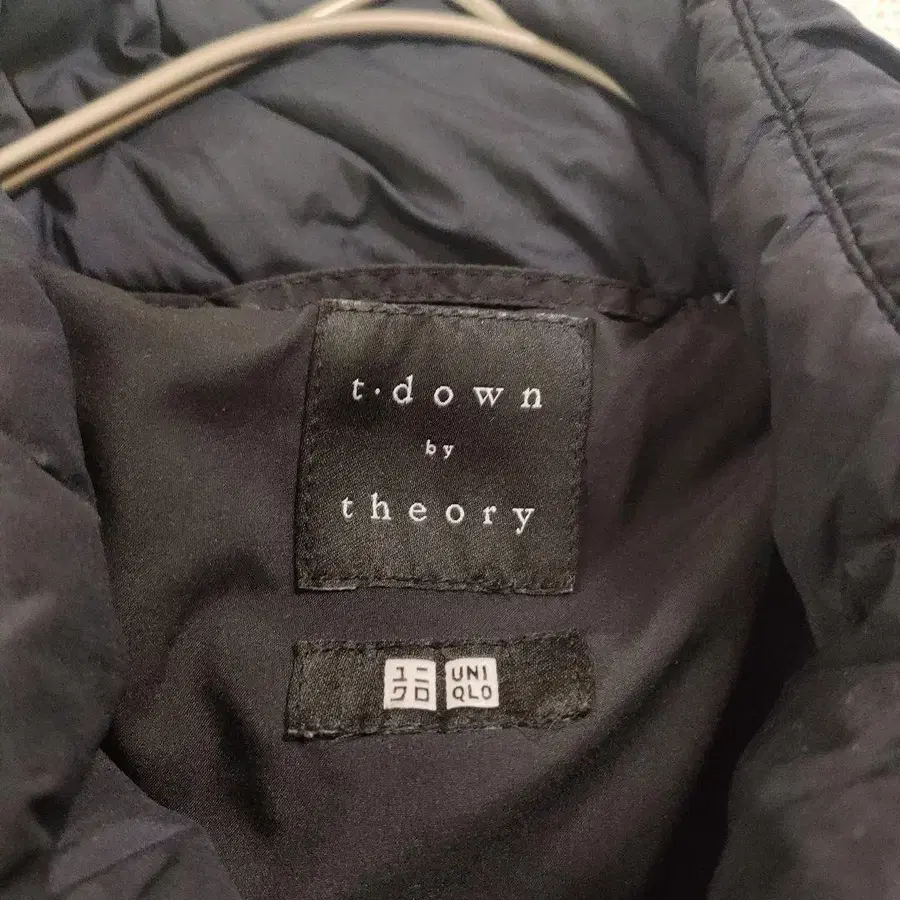 t·down
by
theory
ユニ UNI
クロ QLO